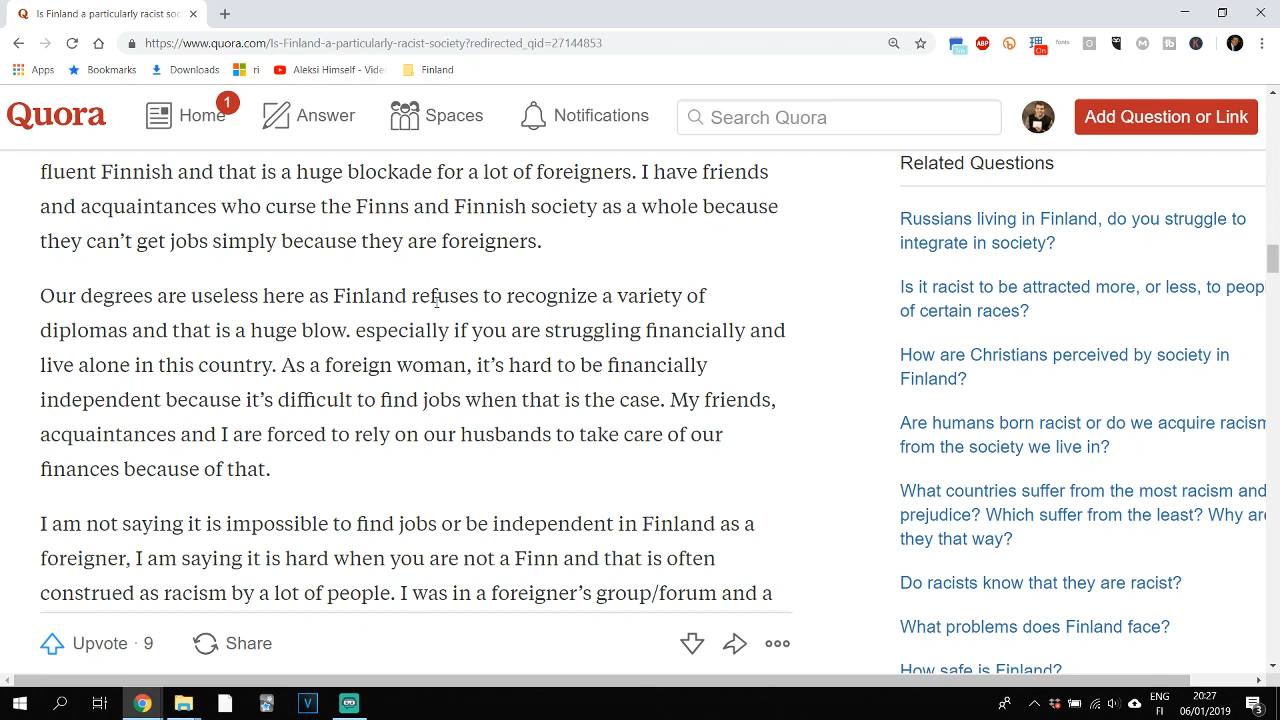 Is Finland a particularly racist soc
https://www.quora.com/Is-Finland-a-particularly-racist-society?redirected_qid=27144853
ABP
1m
On
fonts
fb
Apps
Bookmarks
Downloads
ri
Aleksi Himself - Vide
Finland
Quora
Home
1
Answer
Spaces
Notifications
Search Quora
Add Question or Link
fluent Finnish and that is a huge blockade for a lot of foreigners. I have friends
and acquaintances who curse the Finns and Finnish society as a whole because
they can’t get jobs simply because they are foreigners.
Our degrees are useless here as Finland refuses to recognize a variety of
diplomas and that is a huge blow. especially if you are struggling financially and
live alone in this country. As a foreign woman, it’s hard to be financially
independent because it’s difficult to find jobs when that is the case. My friends,
acquaintances and I are forced to rely on our husbands to take care of our
finances because of that.
I am not saying it is impossible to find jobs or be independent in Finland as a
foreigner, I am saying it is hard when you are not a Finn and that is often
construed as racism by a lot of people. I was in a foreigner’s group/forum and a
Upvote · 9
Share
Related Questions
Russians living in Finland, do you struggle to
integrate in society?
Is it racist to be attracted more, or less, to peop
of certain races?
How are Christians perceived by society in
Finland?
Are humans born racist or do we acquire racism
from the society we live in?
What countries suffer from the most racism and
prejudice? Which suffer from the least? Why are
they that way?
Do racists know that they are racist?
What problems does Finland face?
How safe is Finland?
ENG
FI
20:27
06/01/2019
3